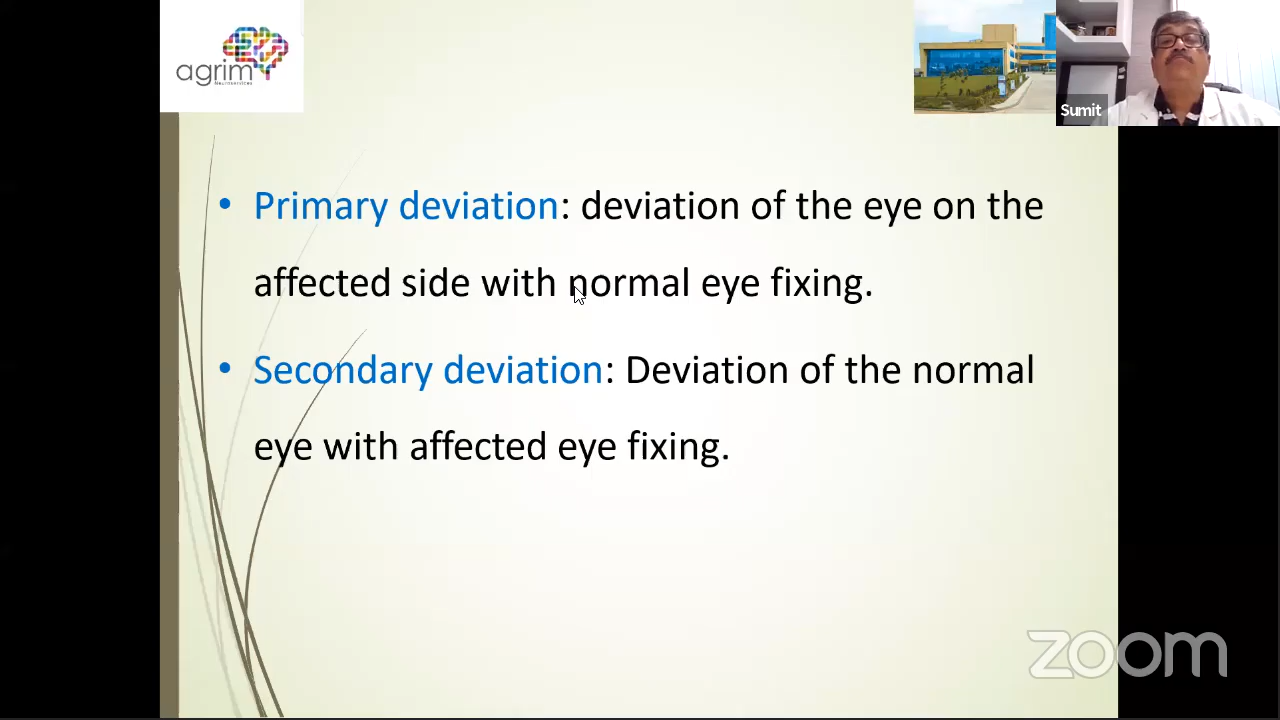 agrim
Neuroservices
Sumit
• Primary deviation: deviation of the eye on the
affected side with normal eye fixing.
• Secondary deviation: Deviation of the normal
eye with affected eye fixing.
zoom